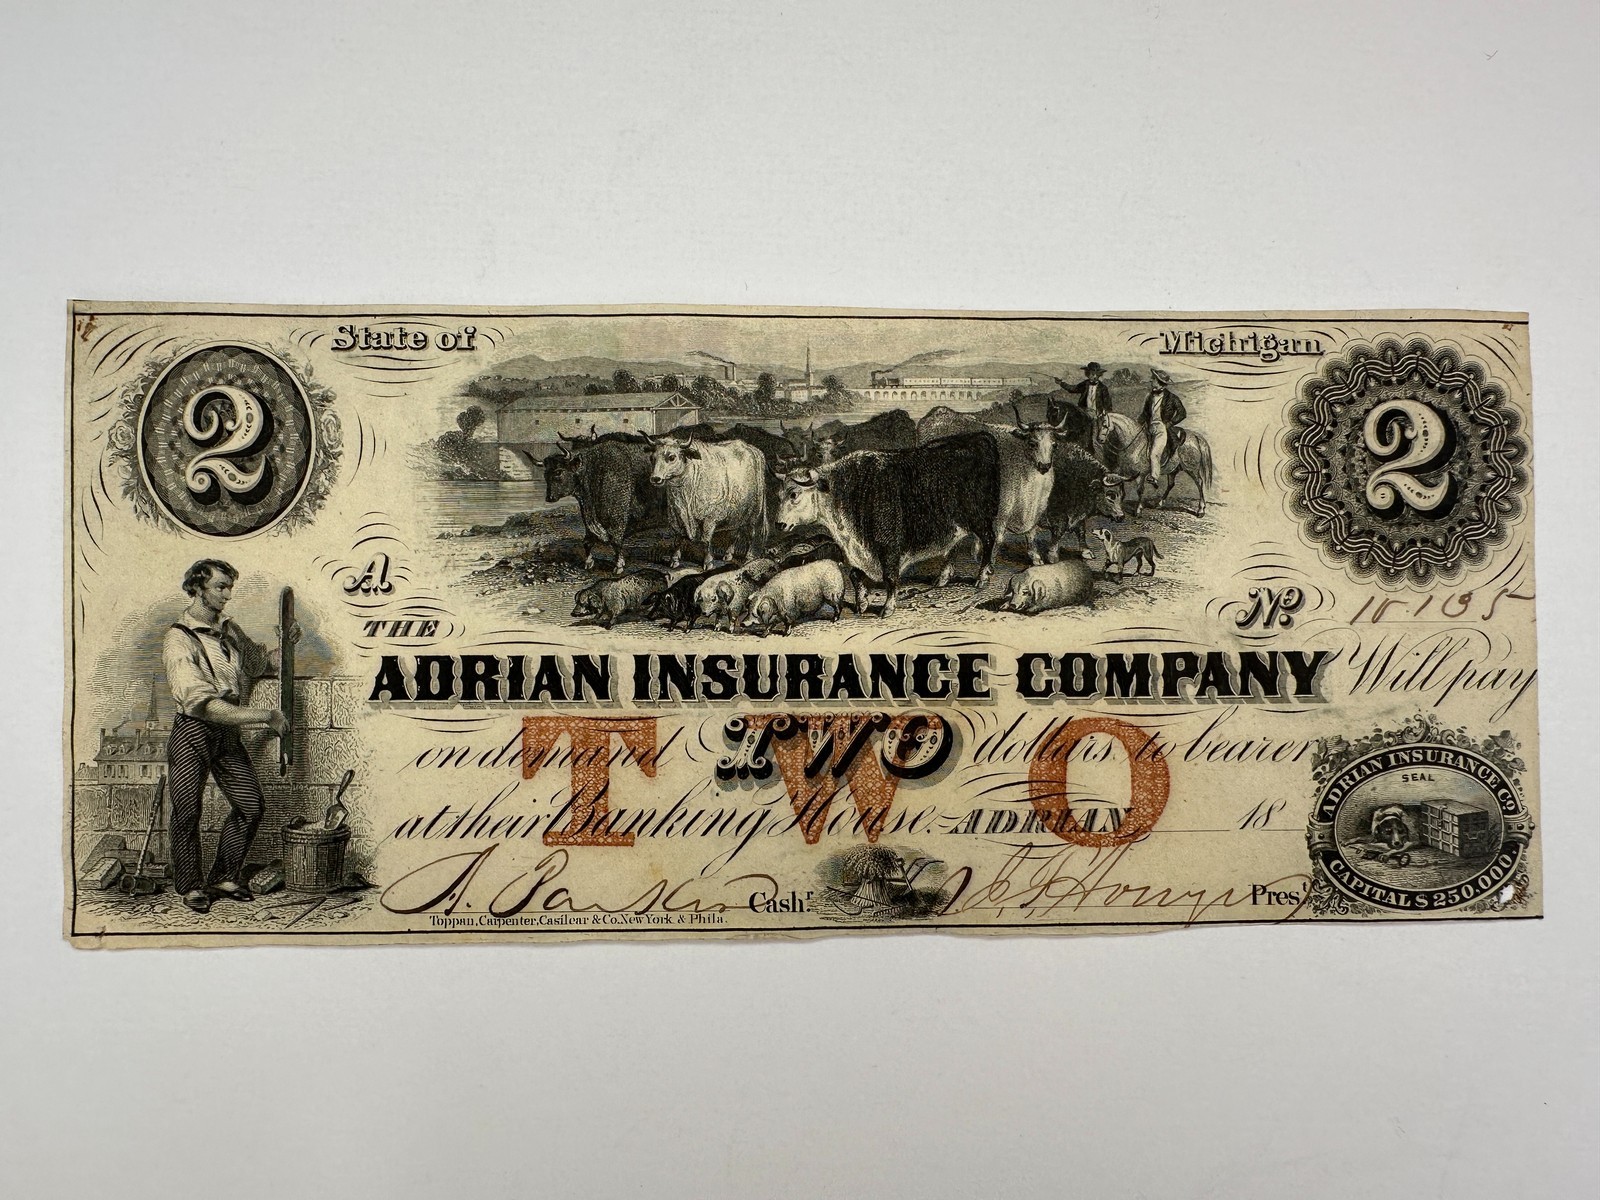 State of
Michigan
2
2
A
No. 10105
THE
ADRIAN INSURANCE COMPANY Will pay
on demand TWO dollars to bearer
TWO
at their Banking House. ADRIAN 18
ADRIAN INSURANCE CO
SEAL
CAPITAL $250,000.
Cash.r
Pres.t
Toppan, Carpenter, Casilear & Co. New York & Phila.